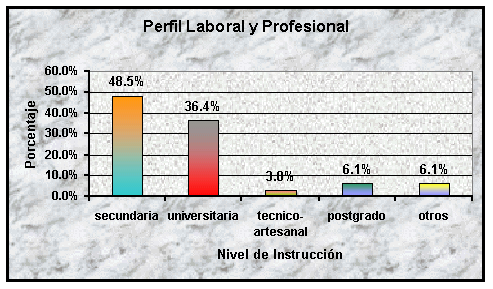 Perfil Laboral y Profesional
Porcentaje
60.0%
50.0%
40.0%
30.0%
20.0%
10.0%
0.0%
48.5%
36.4%
3.0%
6.1%
6.1%
secundaria
universitaria
tecnico-
artesanal
postgrado
otros
Nivel de Instrucción